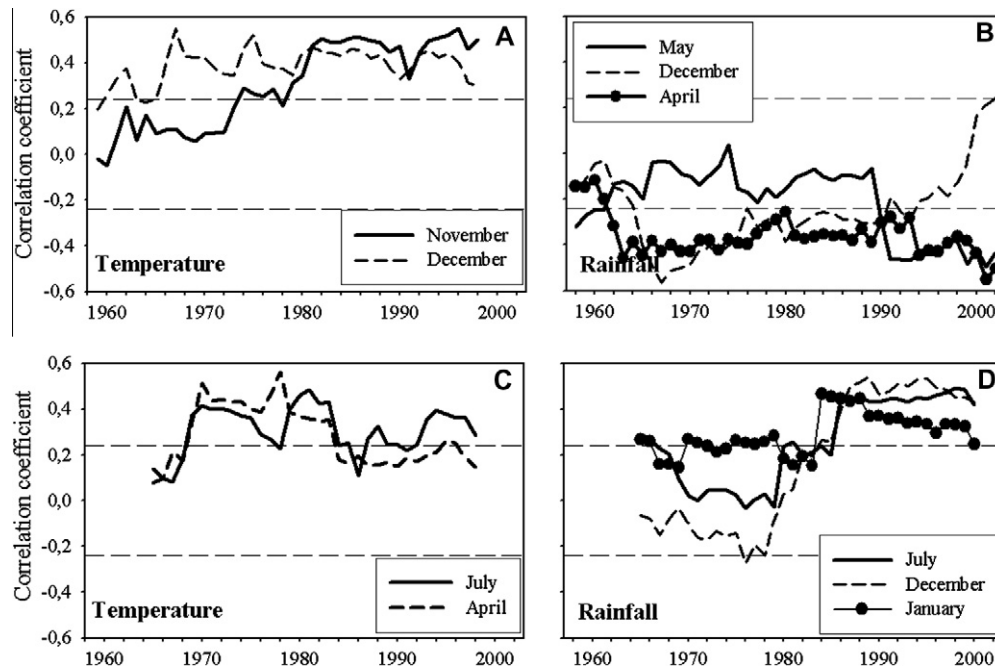 0,6
0,4
0,2
0,0
-0,2
-0,4
-0,6
Correlation coefficient
A
November
December
Temperature
1960 1970 1980 1990 2000
B
May
December
April
Rainfall
1960 1970 1980 1990 2000
0,6
0,4
0,2
0,0
-0,2
-0,4
-0,6
Correlation coefficient
C
July
April
Temperature
1960 1970 1980 1990 2000
D
July
December
January
Rainfall
1960 1970 1980 1990 2000